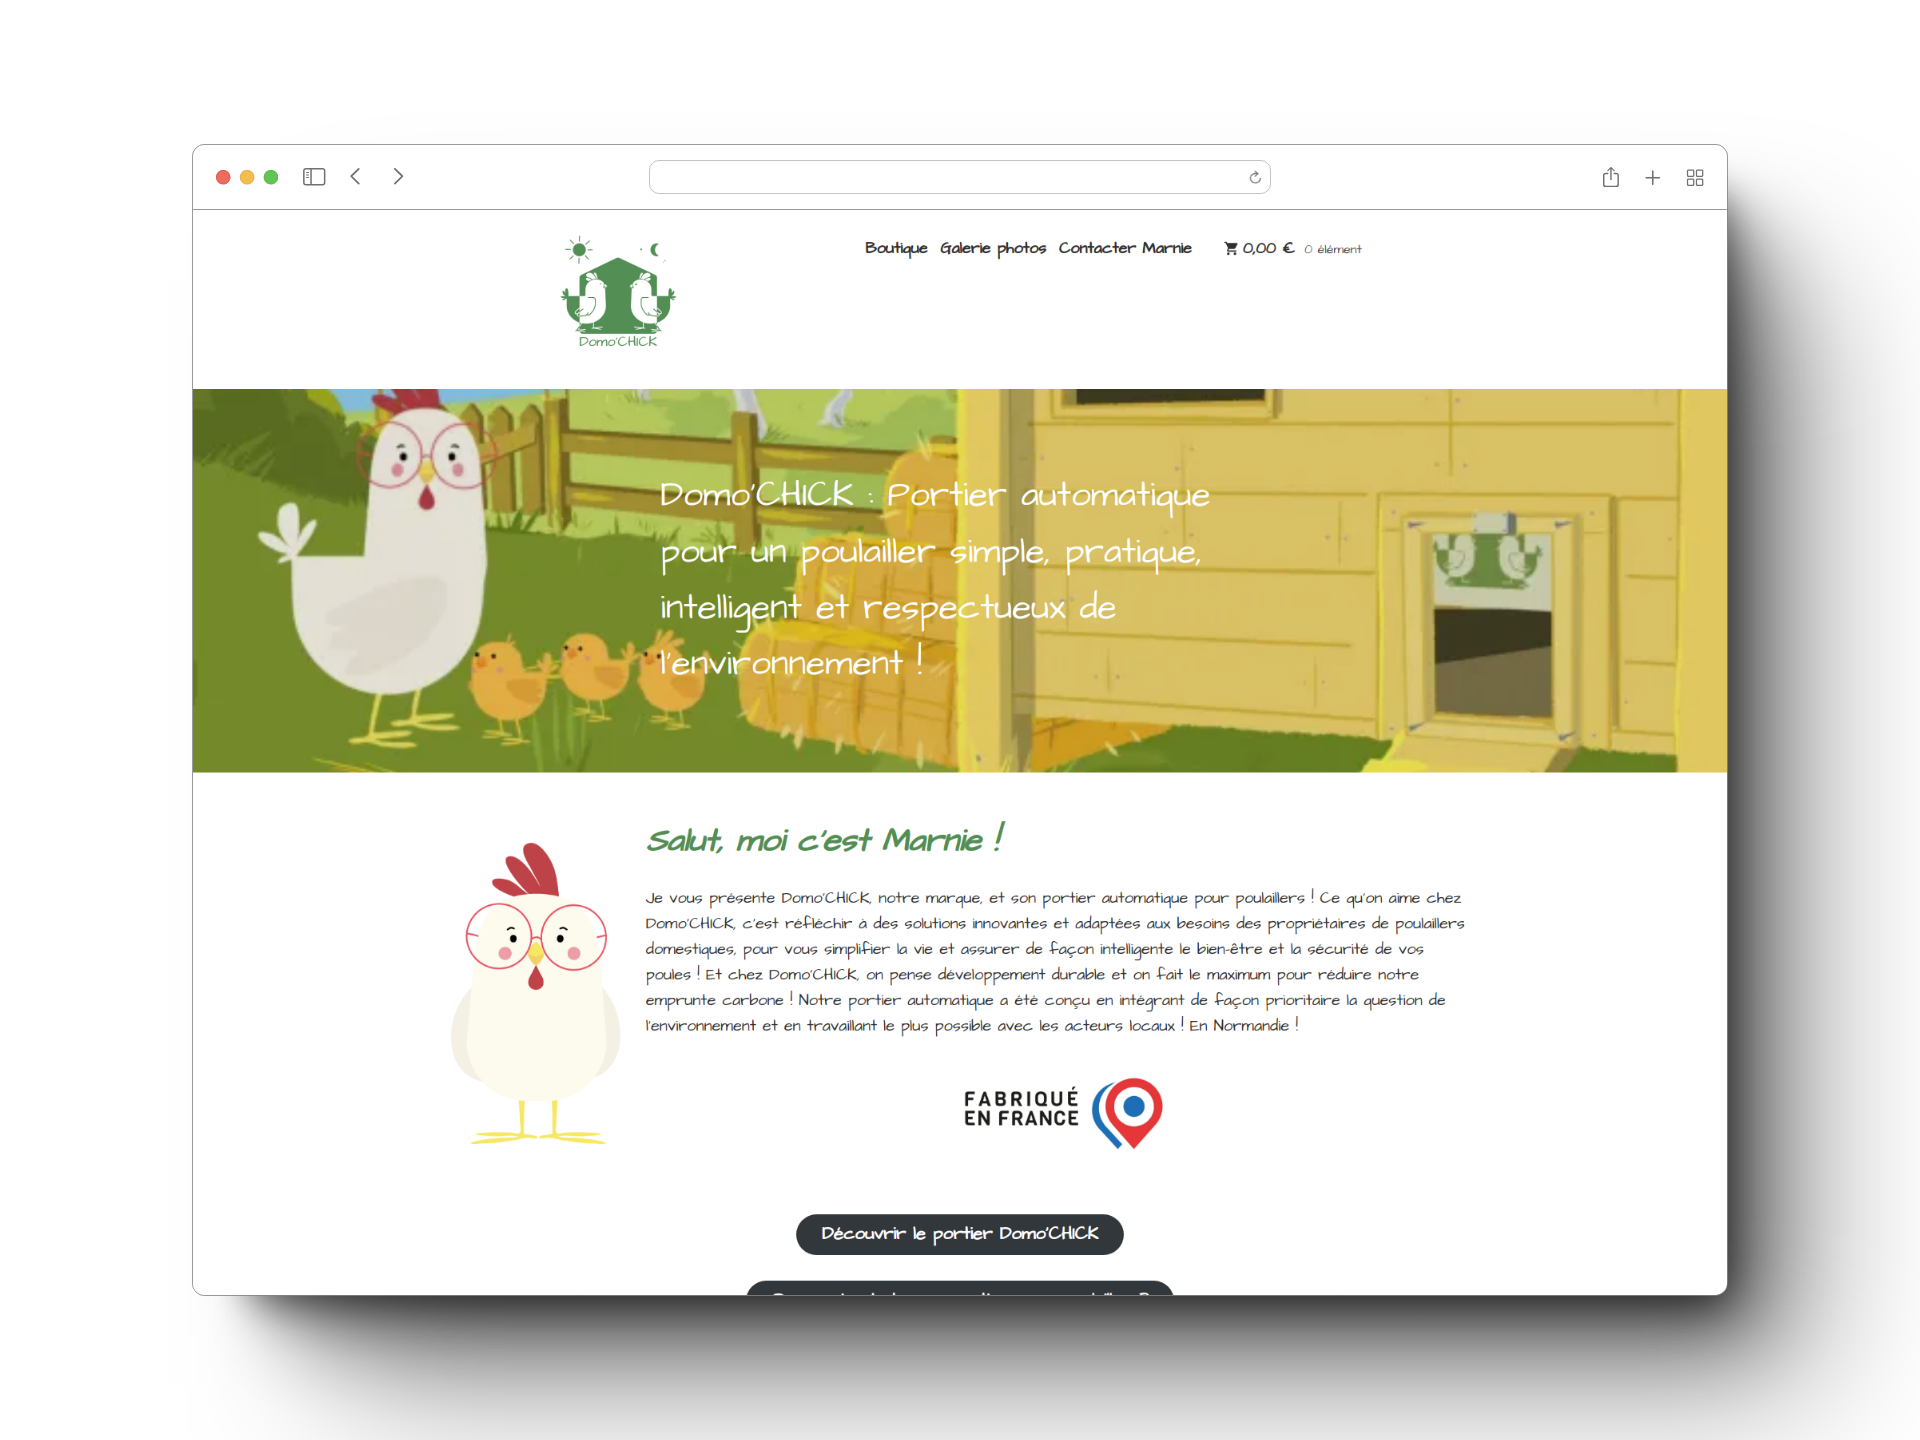 Domo'CHICK
Boutique Galerie photos Contacter Marnie 0,00 € 0 élément
Domo'CHICK : Portier automatique
pour un poulailler simple, pratique,
intelligent et respectueux de
l'environnement !
Salut, moi c'est Marnie !
Je vous présente Domo'CHICK, notre marque, et son portier automatique pour poulaillers ! Ce qu'on aime chez
Domo'CHICK, c'est réfléchir à des solutions innovantes et adaptées aux besoins des propriétaires de poulaillers
domestiques, pour vous simplifier la vie et assurer de façon intelligente le bien-être et la sécurité de vos
poules ! Et chez Domo'CHICK, on pense développement durable et on fait le maximum pour réduire notre
emprunte carbone ! Notre portier automatique a été conçu en intégrant de façon prioritaire la question de
l'environnement et en travaillant le plus possible avec les acteurs locaux ! En Normandie !
FABRIQUÉ
EN FRANCE
Découvrir le portier Domo'CHICK